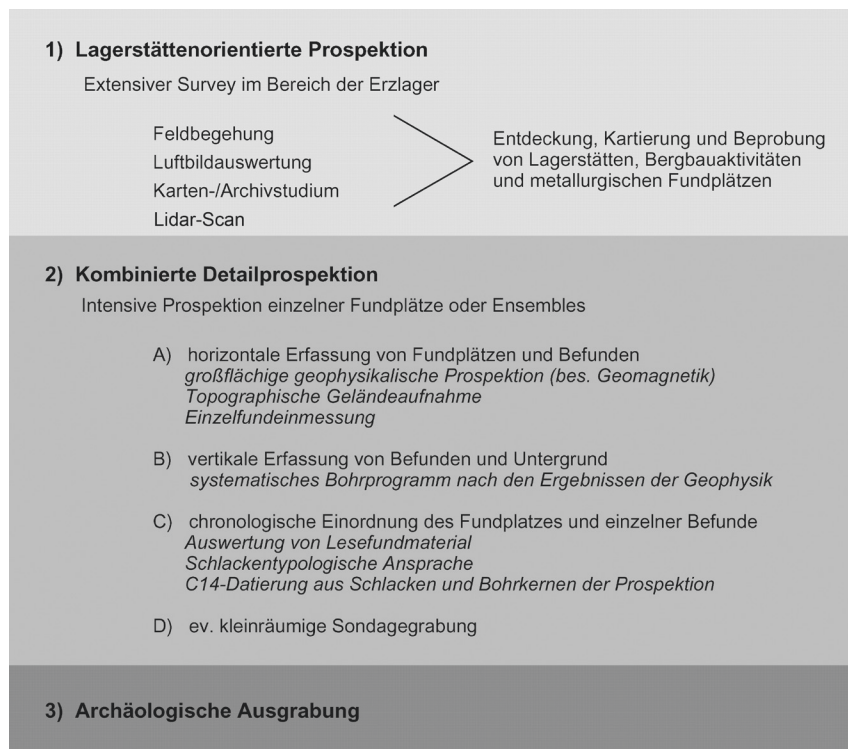 1) Lagerstättenorientierte Prospektion
Extensiver Survey im Bereich der Erzlager
Feldbegehung
Luftbildauswertung
Karten-/Archivstudium
Lidar-Scan
Entdeckung, Kartierung und Beprobung
von Lagerstätten, Bergbauaktivitäten
und metallurgischen Fundplätzen
2) Kombinierte Detailprospektion
Intensive Prospektion einzelner Fundplätze oder Ensembles
A) horizontale Erfassung von Fundplätzen und Befunden
großflächige geophysikalische Prospektion (bes. Geomagnetik)
Topographische Geländeaufnahme
Einzelfundeinmessung
B) vertikale Erfassung von Befunden und Untergrund
systematisches Bohrprogramm nach den Ergebnissen der Geophysik
C) chronologische Einordnung des Fundplatzes und einzelner Befunde
Auswertung von Lesefundmaterial
Schlackentypologische Ansprache
C14-Datierung aus Schlacken und Bohrkernen der Prospektion
D) ev. kleinräumige Sondagegrabung
3) Archäologische Ausgrabung